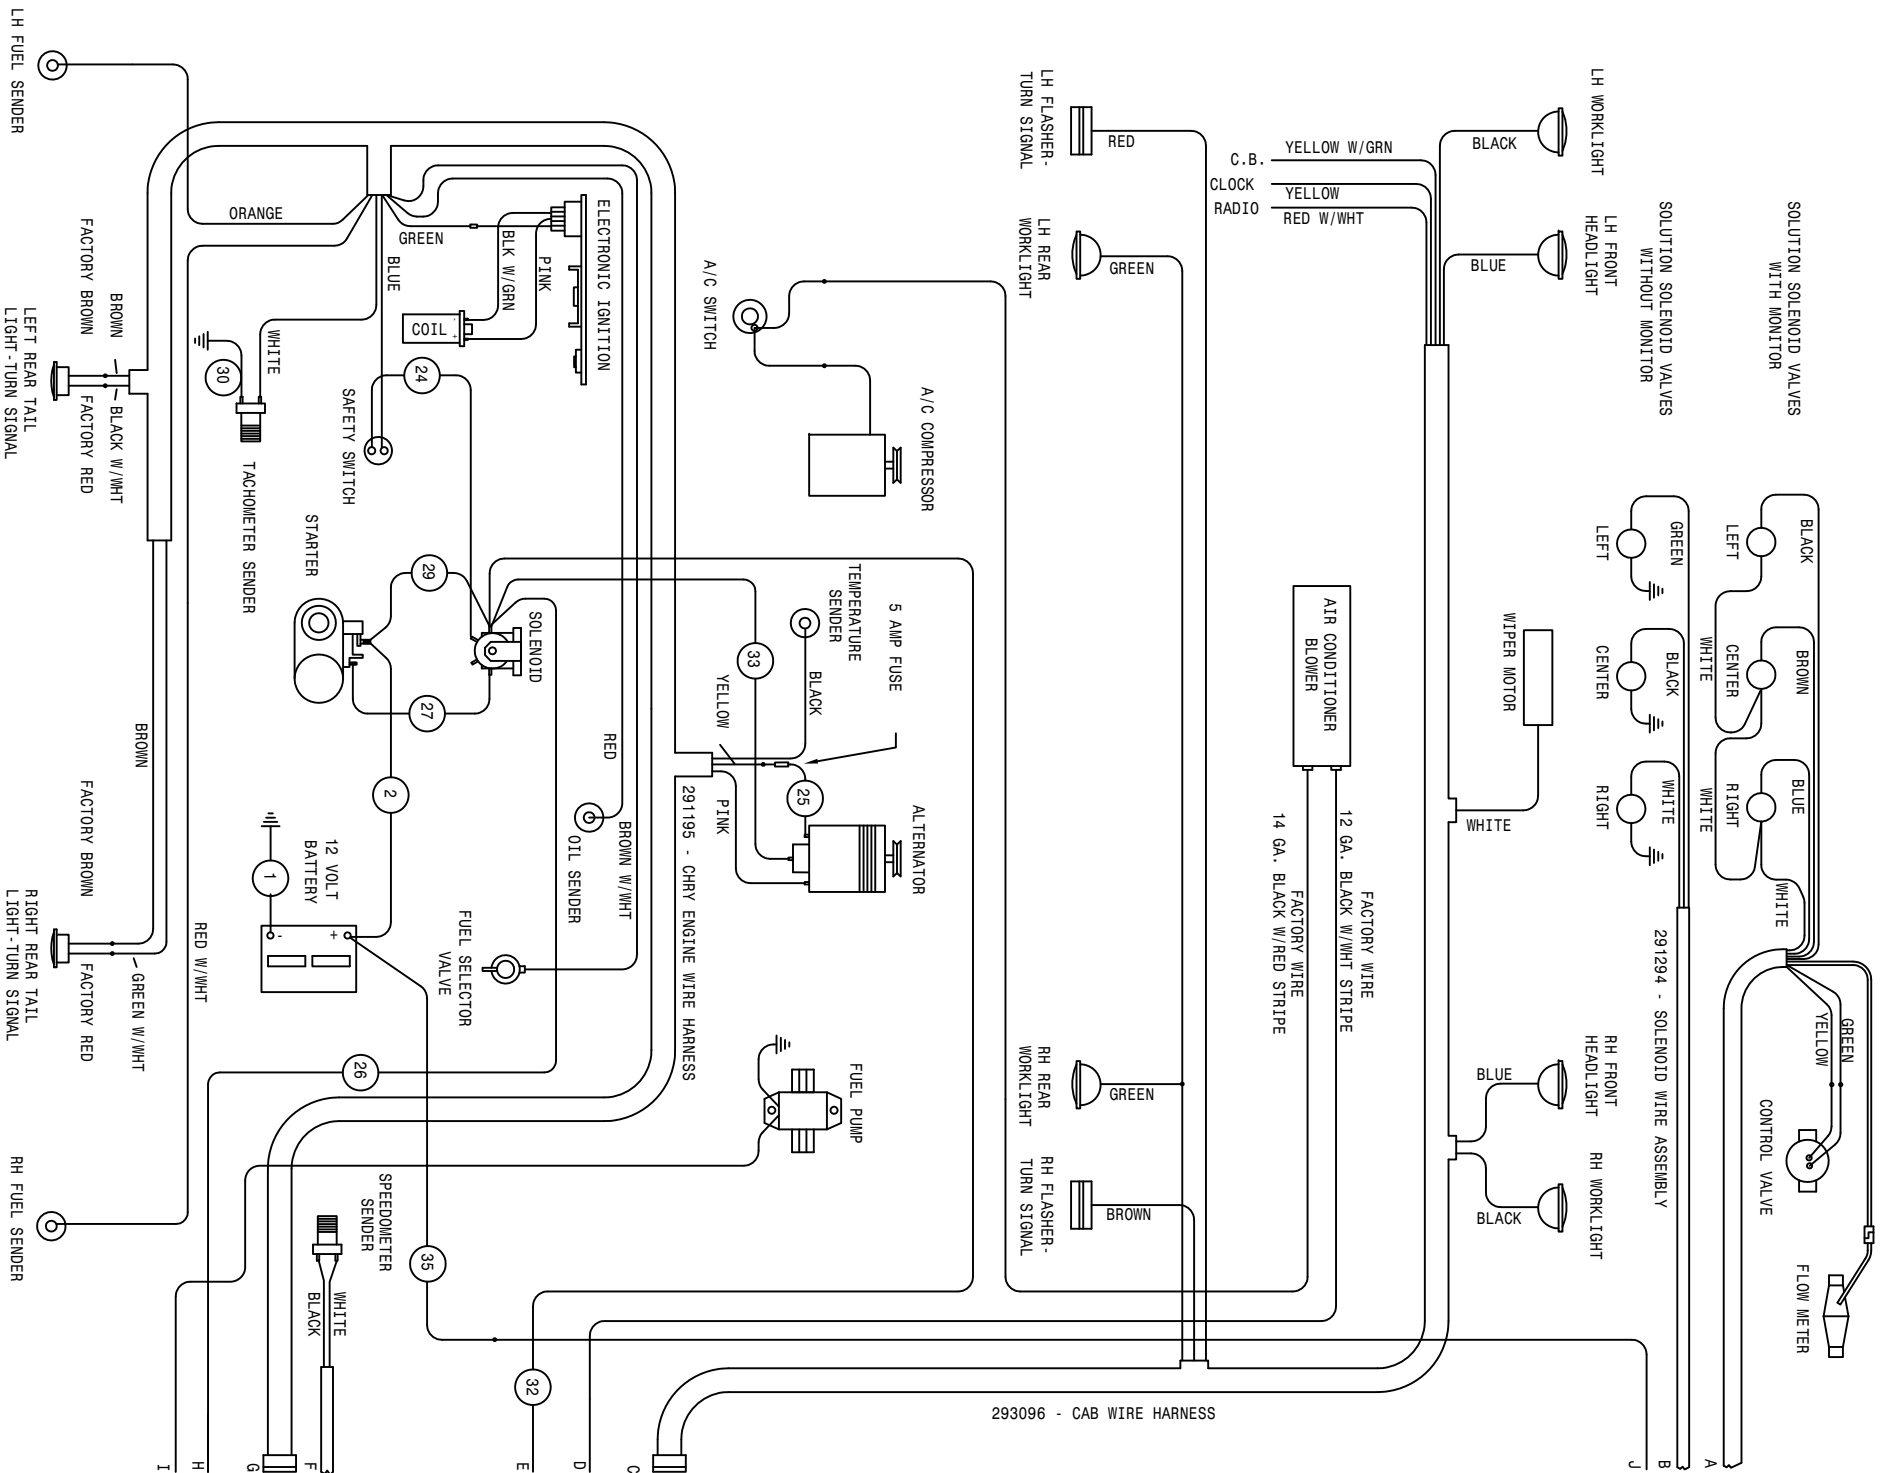 LH FUEL SENDER
LH FLASHER-
TURN SIGNAL
RED
C.B.
YELLOW W/GRN
CLOCK
YELLOW
RADIO
RED W/WHT
BLACK
LH WORKLIGHT
LH FRONT
HEADLIGHT
BLUE
SOLUTION SOLENOID VALVES
WITHOUT MONITOR
SOLUTION SOLENOID VALVES
WITH MONITOR
ORANGE
GREEN
BLUE
BLK W/GRN
PINK
ELECTRONIC IGNITION
COIL
-
+
A/C SWITCH
LH REAR
WORKLIGHT
GREEN
A/C COMPRESSOR
FACTORY BROWN
BROWN
LEFT REAR TAIL
LIGHT-TURN SIGNAL
FACTORY RED
BLACK W/WHT
WHITE
30
TACHOMETER SENDER
24
SAFETY SWITCH
STARTER
29
SOLENOID
27
2
33
TEMPERATURE
SENDER
5 AMP FUSE
BLACK
YELLOW
25
PINK
ALTERNATOR
AIR CONDITIONER
BLOWER
WIPER MOTOR
WHITE
GREEN
LEFT
BLACK
CENTER
WHITE
RIGHT
BLACK
LEFT
WHITE
BROWN
CENTER
BLUE
RIGHT
WHITE
WHITE
BROWN
FACTORY BROWN
RIGHT REAR TAIL
LIGHT-TURN SIGNAL
FACTORY RED
GREEN W/WHT
RED W/WHT
1
12 VOLT
BATTERY
-
+
RED
OIL SENDER
BROWN W/WHT
FUEL SELECTOR
VALVE
291195 - CHRY ENGINE WIRE HARNESS
14 GA. BLACK W/RED STRIPE
FACTORY WIRE
12 GA. BLACK W/WHT STRIPE
FACTORY WIRE
291294 - SOLENOID WIRE ASSEMBLY
YELLOW
GREEN
CONTROL VALVE
FLOW METER
26
FUEL PUMP
RH REAR
WORKLIGHT
GREEN
RH FLASHER-
TURN SIGNAL
BROWN
BLUE
RH FRONT
HEADLIGHT
BLACK
RH WORKLIGHT
RH FUEL SENDER
SPEEDOMETER
SENDER
WHITE
BLACK
35
32
293096 - CAB WIRE HARNESS
I
H
G
F
E
D
C
J
B
A